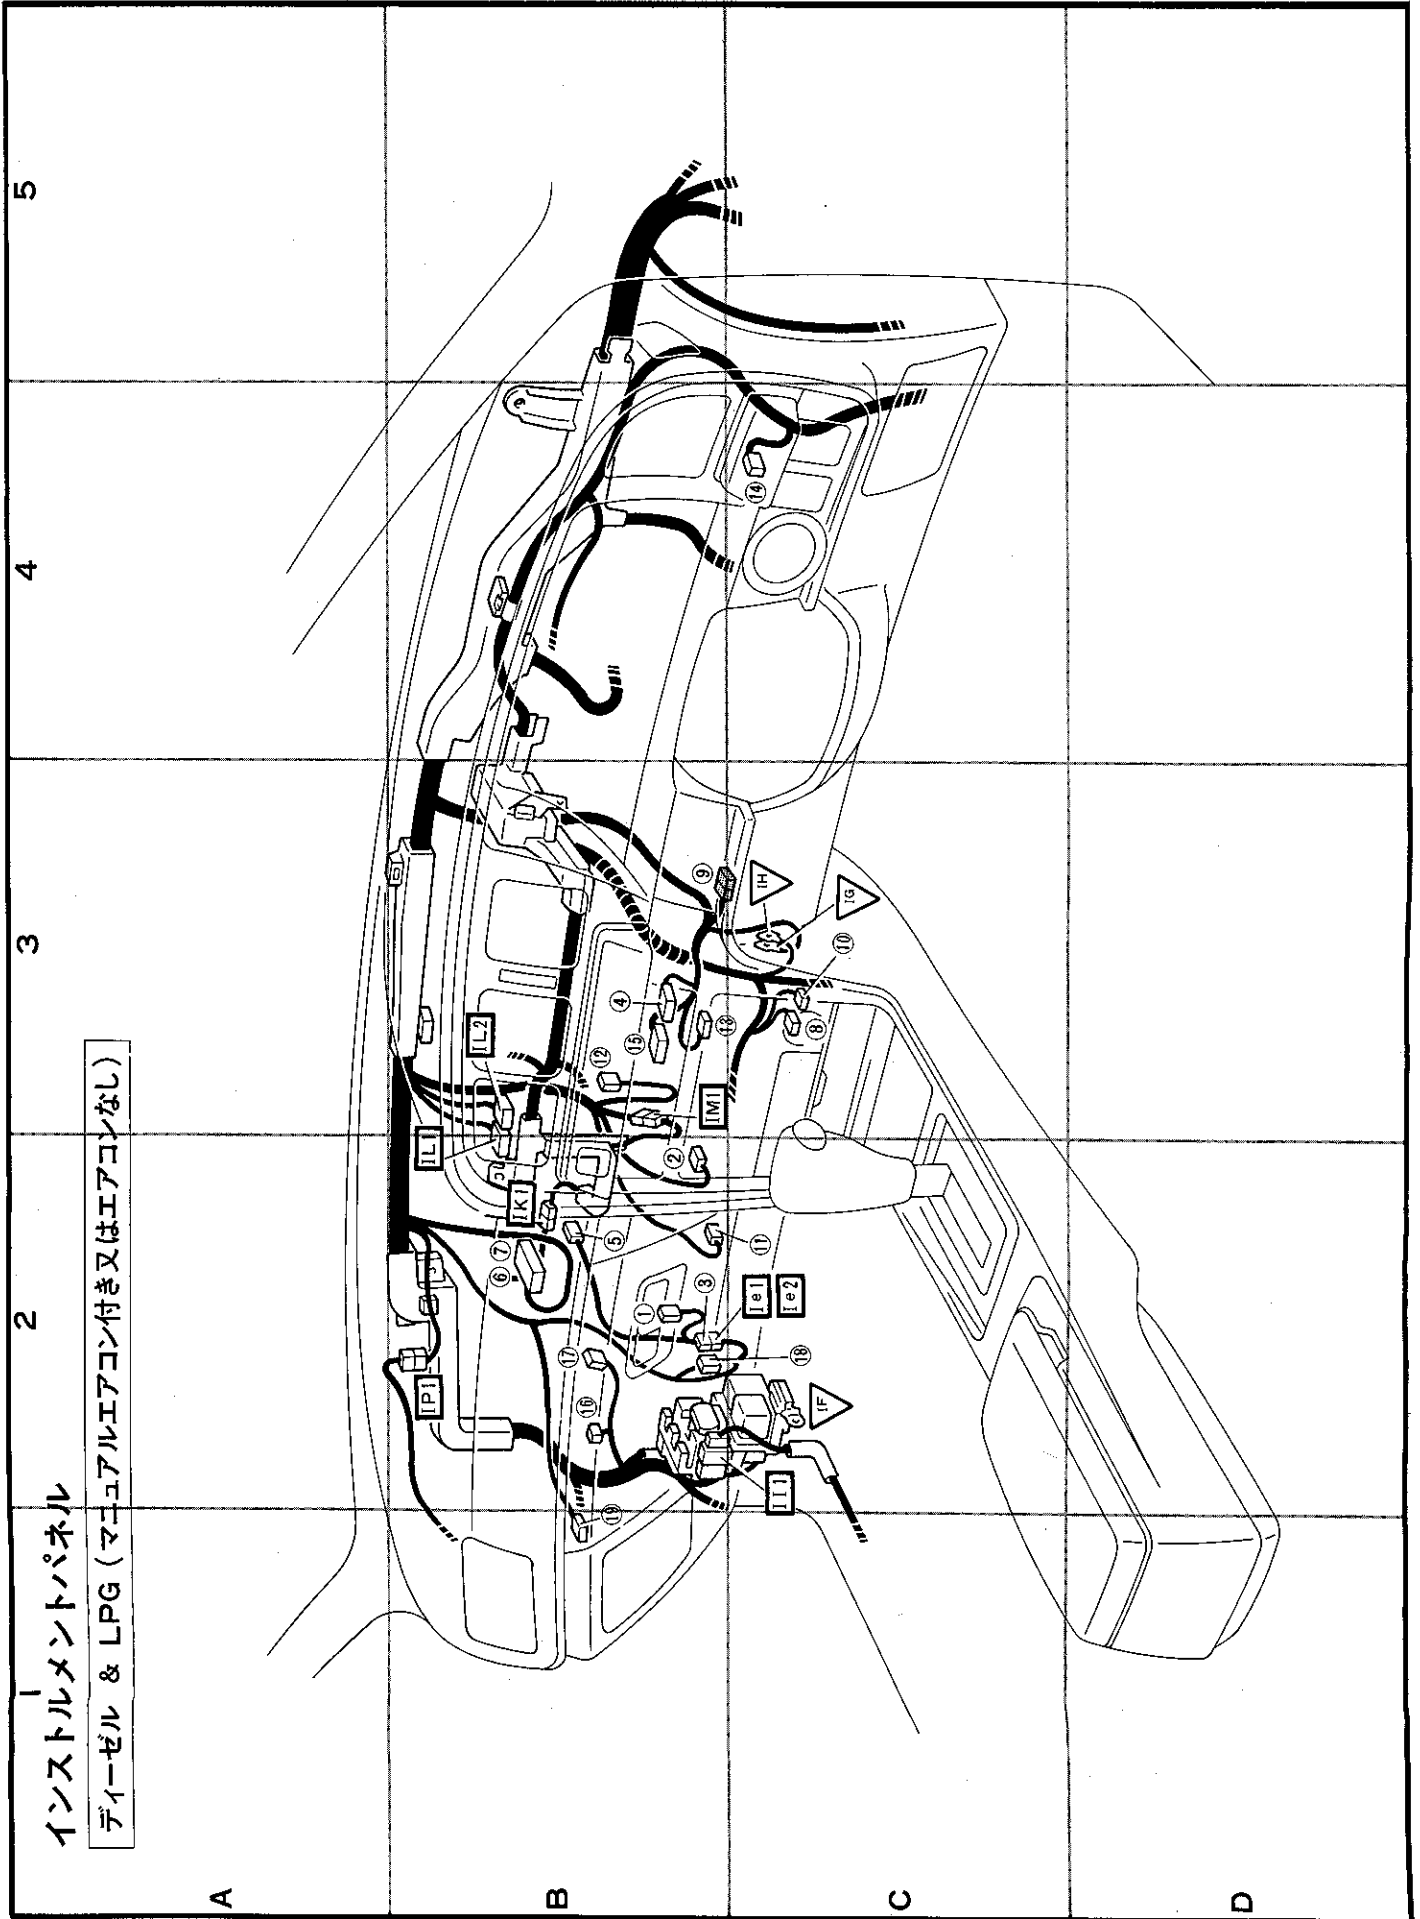 1
2
3
4
5
インストルメントパネル
ディーゼル & LPG (マニュアルエアコン付き又はエアコンなし)
A
B
C
D
IP1
IL1
IL2
IK1
IM1
Ie1
Ie2
II1
IF
IG
IH
①
②
③
④
⑤
⑥
⑦
⑧
⑨
⑩
⑪
⑫
⑬
⑭
⑮
⑯
⑰
⑱
⑲